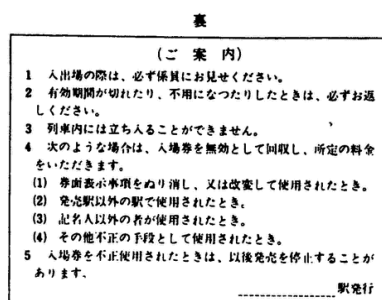 裏
(ご案内)
1 入出場の際は、必ず係員にお見せください。
2 有効期間が切れたり、不用になつたりしたときは、必ずお返
しください。
3 列車内には立ち入ることができません。
4 次のような場合は、入場券を無効として回収し、所定の料金
をいただきます。
(1) 券面表示事項をぬり消し、又は改変して使用されたとき。
(2) 発売駅以外の駅で使用されたとき。
(3) 記名人以外の者が使用されたとき。
(4) その他不正の手段として使用されたとき。
5 入場券を不正使用されたときは、以後発売を停止することが
あります。
駅発行